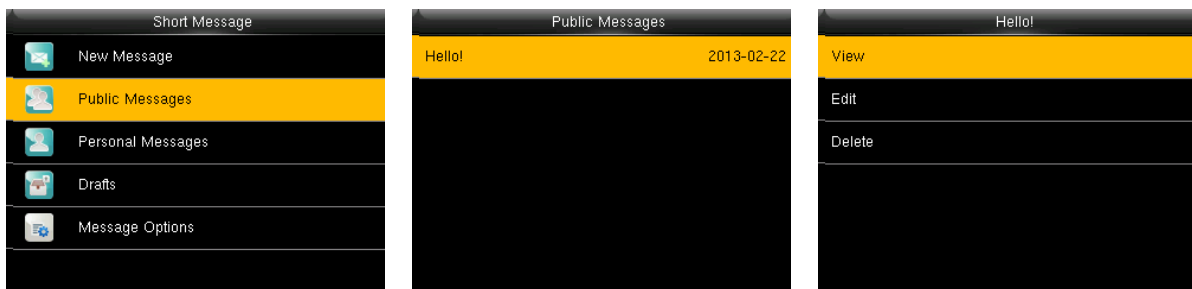 Short Message
New Message
Public Messages
Personal Messages
Drafts
Message Options
Public Messages
Hello! 2013-02-22
Hello!
View
Edit
Delete